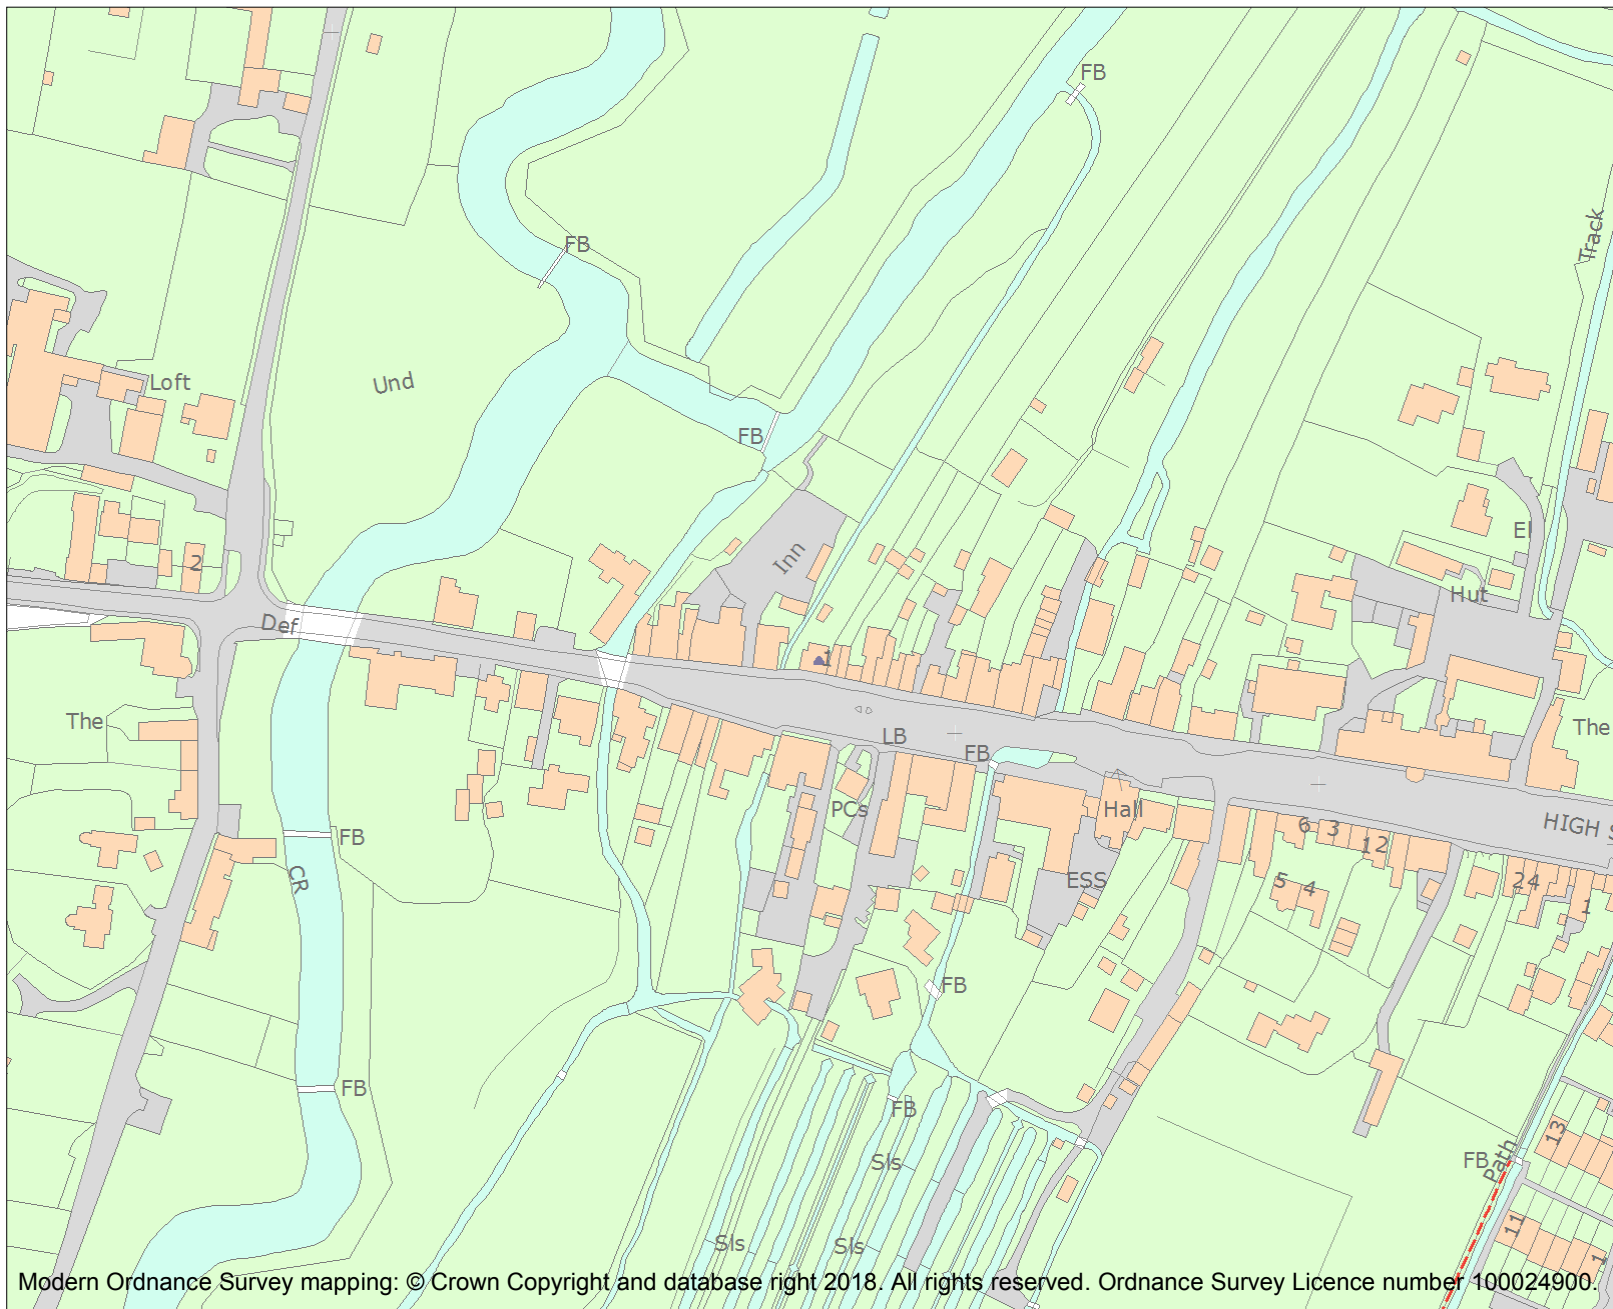 FB
Track
FB
Loft
Und
FB
El
Inn
2
Hut
Def
1
The
The
LB
FB
PCs
Hall
6
3
12
HIGH S
FB
CR
ESS
5
4
24
1
FB
FB
FB
13
Path
FB
Sls
11
Sls
Sls
1
Modern Ordnance Survey mapping: © Crown Copyright and database right 2018. All rights reserved. Ordnance Survey Licence number 100024900.